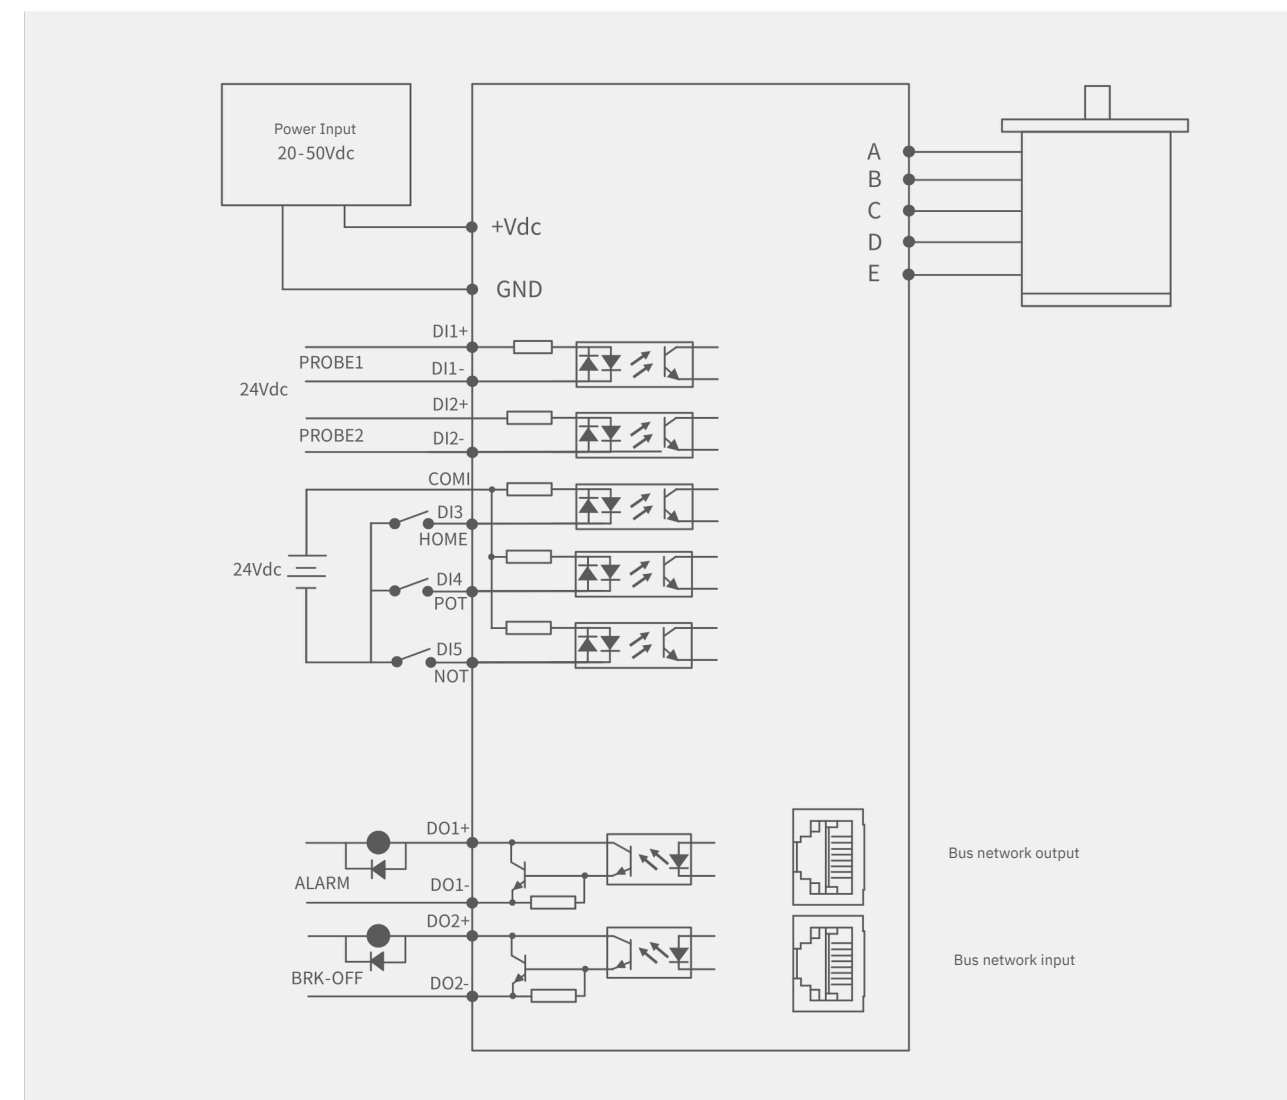 Power Input
20-50Vdc
+Vdc
GND
A
B
C
D
E
DI1+
PROBE1
DI1-
24Vdc
DI2+
PROBE2
DI2-
COMI
DI3
HOME
24Vdc
DI4
POT
DI5
NOT
DO1+
ALARM
DO1-
DO2+
BRK-OFF
DO2-
Bus network output
Bus network input